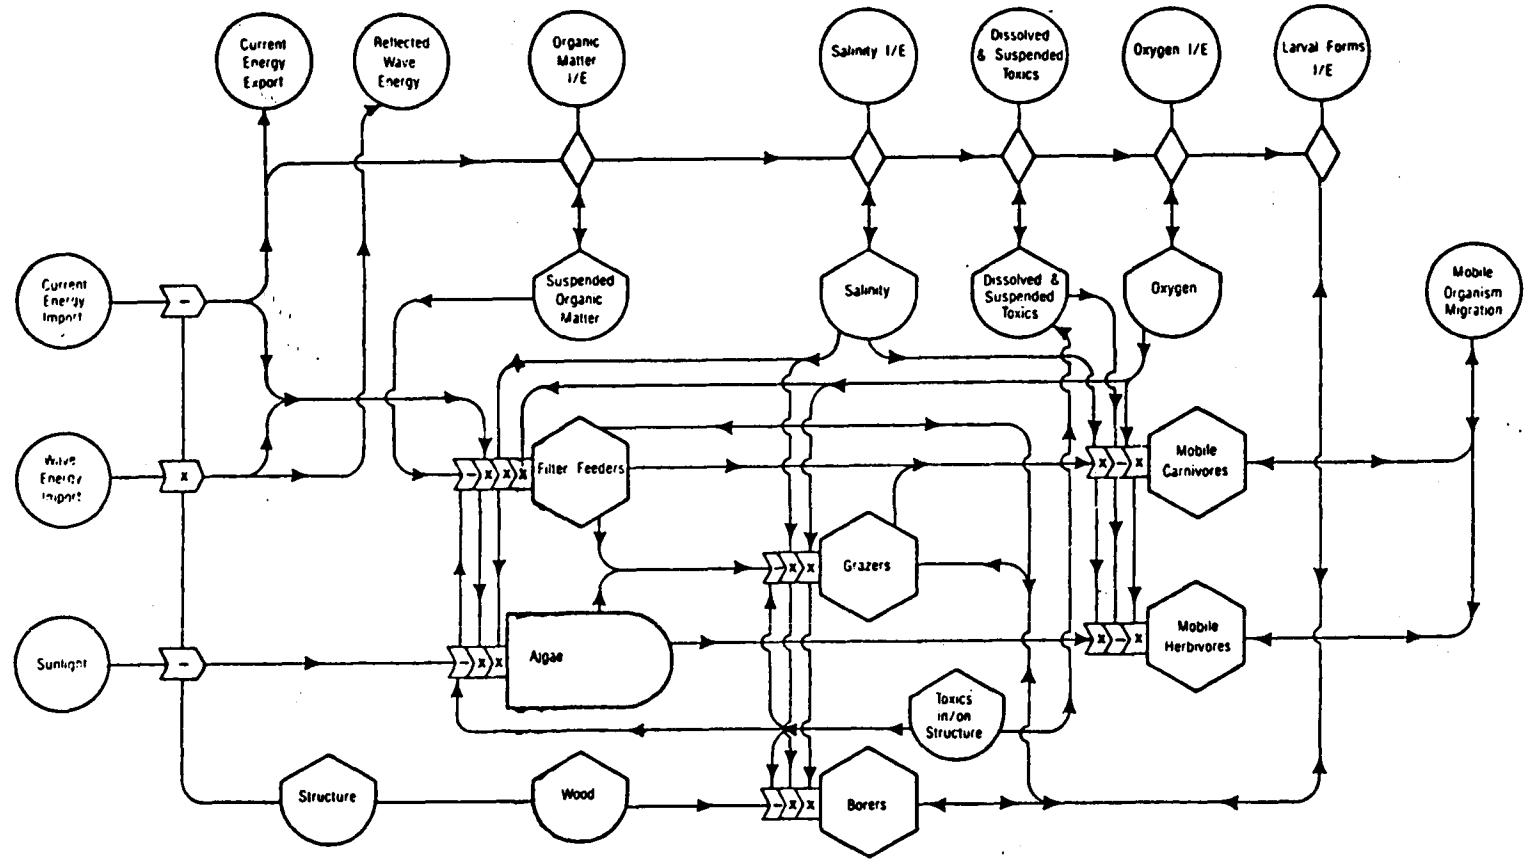 Current
Energy
Export
Reflected
Wave
Energy
Organic
Matter
I/E
Salinity I/E
Dissolved
& Suspended
Toxics
Oxygen I/E
Larval Forms
I/E
Current
Energy
Import
-
Suspended
Organic
Matter
Salinity
Dissolved &
Suspended
Toxics
Oxygen
Mobile
Organism
Migration
Wave
Energy
Import
x
- x x x
Filter Feeders
x - x
Mobile
Carnivores
- x x
Grazers
Sunlight
-
- x x
Algae
x - x
Mobile
Herbivores
Toxics
in/on
Structure
Structure
Wood
- x x
Borers